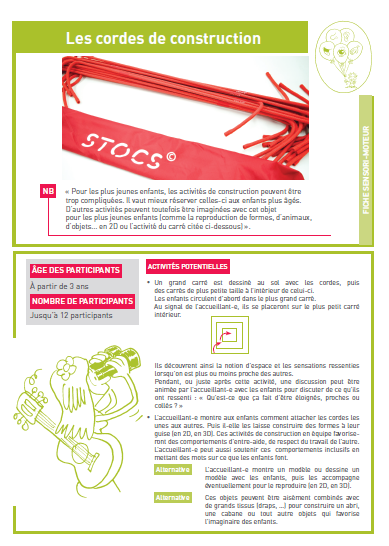 Les cordes de construction
STOCS©
FICHE SENSORI-MOTEUR
NB
« Pour les plus jeunes enfants, les activités de construction peuvent être
trop compliquées. Il vaut mieux réserver celles-ci aux enfants plus âgés.
D'autres activités peuvent toutefois être imaginées avec cet objet
pour les plus jeunes enfants (comme la reproduction de formes, d'animaux,
d'objets... en 2D ou l'activité du carré citée ci-dessous) ».
ÂGE DES PARTICIPANTS
À partir de 3 ans
NOMBRE DE PARTICIPANTS
Jusqu'à 12 participants
ACTIVITÉS POTENTIELLES
• Un grand carré est dessiné au sol avec les cordes, puis
des carrés de plus petite taille à l'intérieur de celui-ci.
Les enfants circulent d'abord dans le plus grand carré.
Au signal de l'accueillant-e, ils se placeront sur le plus petit carré
intérieur.
Ils découvrent ainsi la notion d'espace et les sensations ressenties
lorsqu'on est plus ou moins proche des autres.
Pendant, ou juste après cette activité, une discussion peut être
animée par l'accueillant-e avec les enfants pour discuter de ce qu'ils
ont ressenti : « Qu'est-ce que ça fait d'être éloignés, proches ou
collés ? »
• L'accueillant-e montre aux enfants comment attacher les cordes les
unes aux autres. Puis il-elle les laisse construire des formes à leur
guise (en 2D, en 3D). Ces activités de construction en équipe favorise-
ront des comportements d'entre-aide, de respect du travail de l'autre.
L'accueillant-e peut aussi soutenir ces comportements inclusifs en
mettant des mots sur ce que les enfants font.
Alternative
L'accueillant-e montre un modèle ou dessine un
modèle avec les enfants, puis les accompagne
éventuellement pour le reproduire (en 2D, en 3D).
Alternative
Ces objets peuvent être aisément combinés avec
de grands tissus (draps, ...) pour construire un abri,
une cabane ou tout autre objets qui favorise
l'imaginaire des enfants.